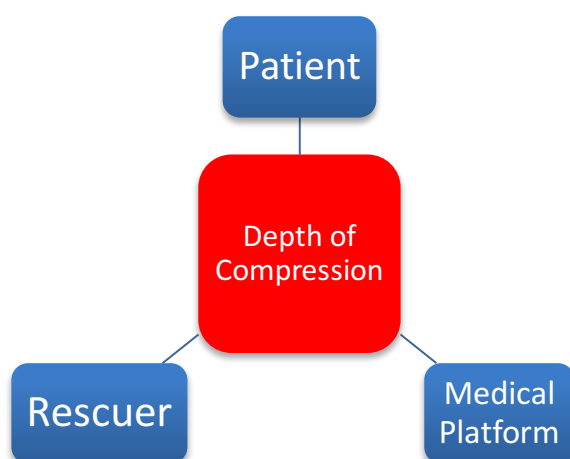 Patient
Depth of
Compression
Rescuer
Medical
Platform